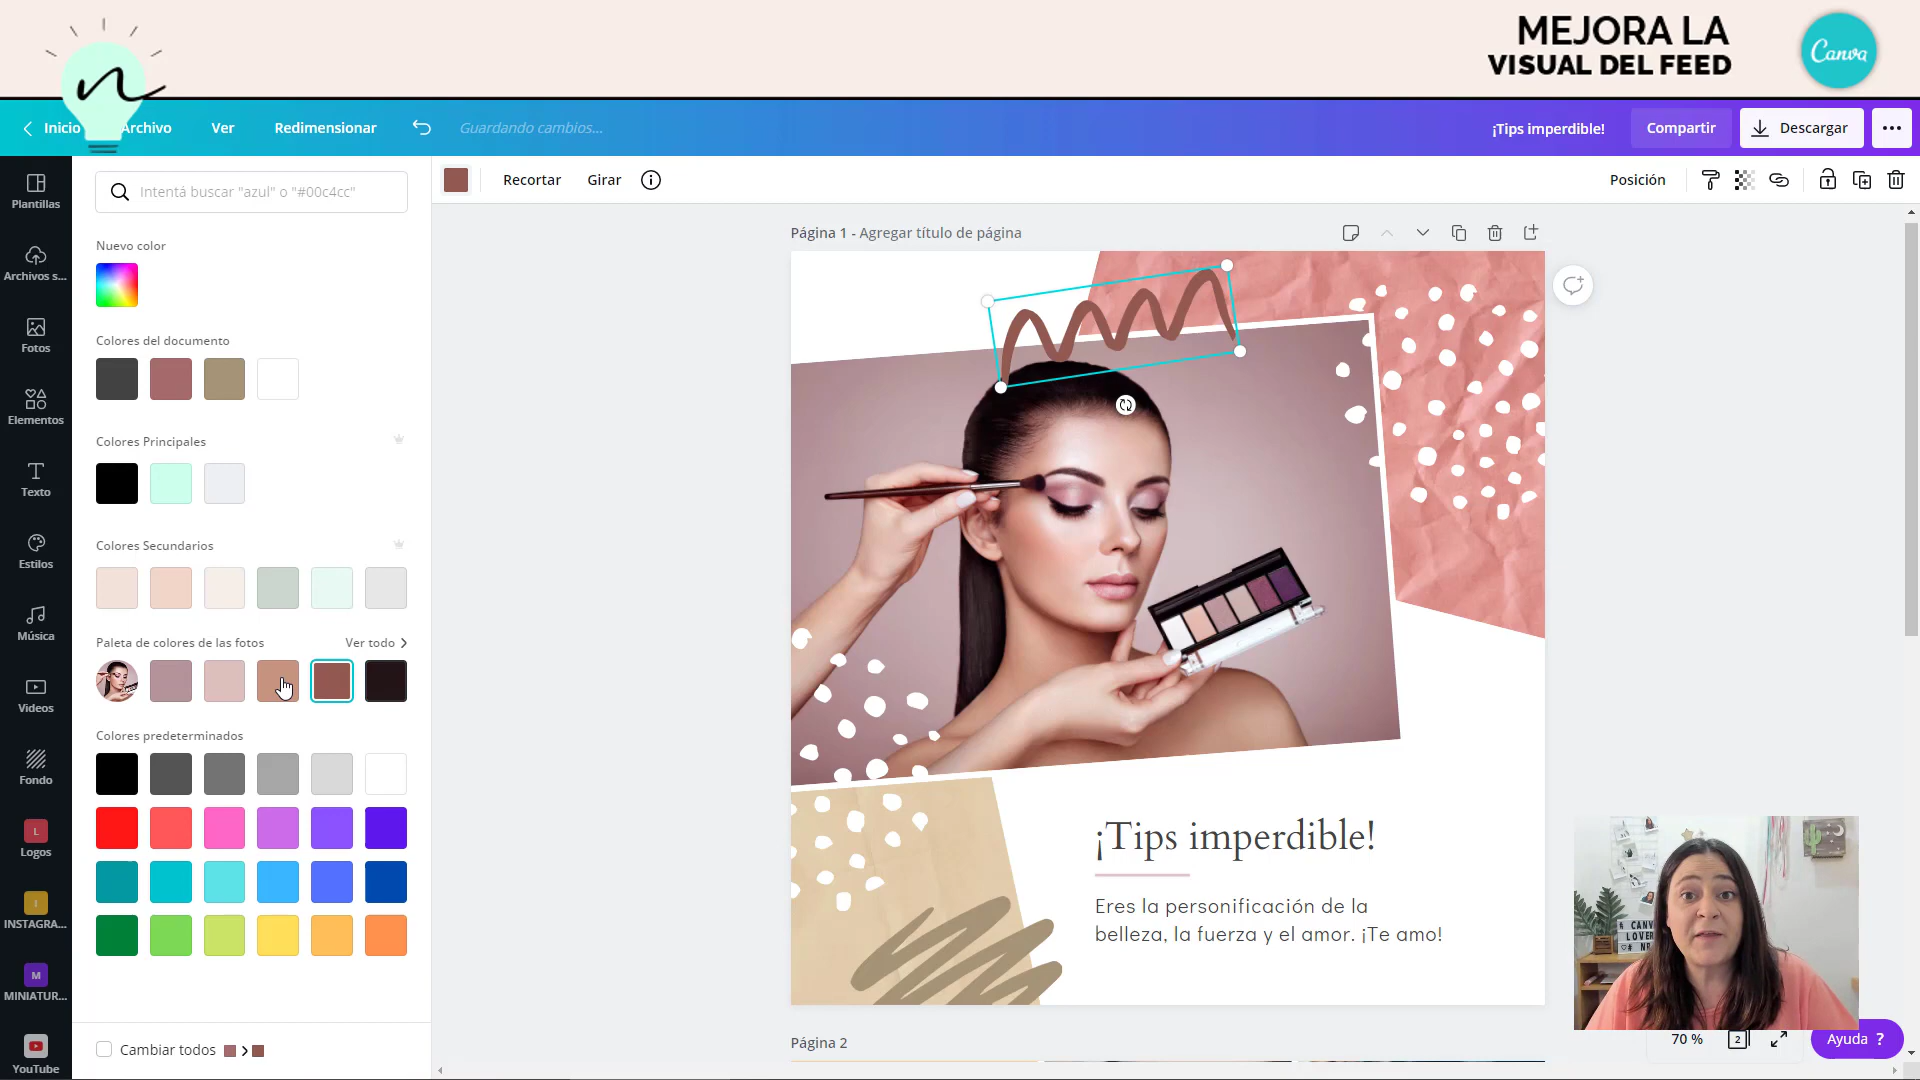 MEJORA LA
VISUAL DEL FEED
Canva
n
Inicio
Archivo
Ver
Redimensionar
Guardando cambios...
¡Tips imperdible!
Compartir
Descargar
Plantillas
Archivos s...
Fotos
Elementos
Texto
Estilos
Música
Videos
Fondo
L
Logos
I
INSTAGRA...
M
MINIATUR...
YouTube
Intentá buscar "azul" o "#00c4cc"
Nuevo color
Colores del documento
Colores Principales
Colores Secundarios
Paleta de colores de las fotos
Ver todo
Colores predeterminados
Cambiar todos
Recortar
Girar
Posición
Página 1 - Agregar título de página
¡Tips imperdible!
Eres la personificación de la
belleza, la fuerza y el amor. ¡Te amo!
Página 2
CANV
LOVER
70 %
2
Ayuda ?